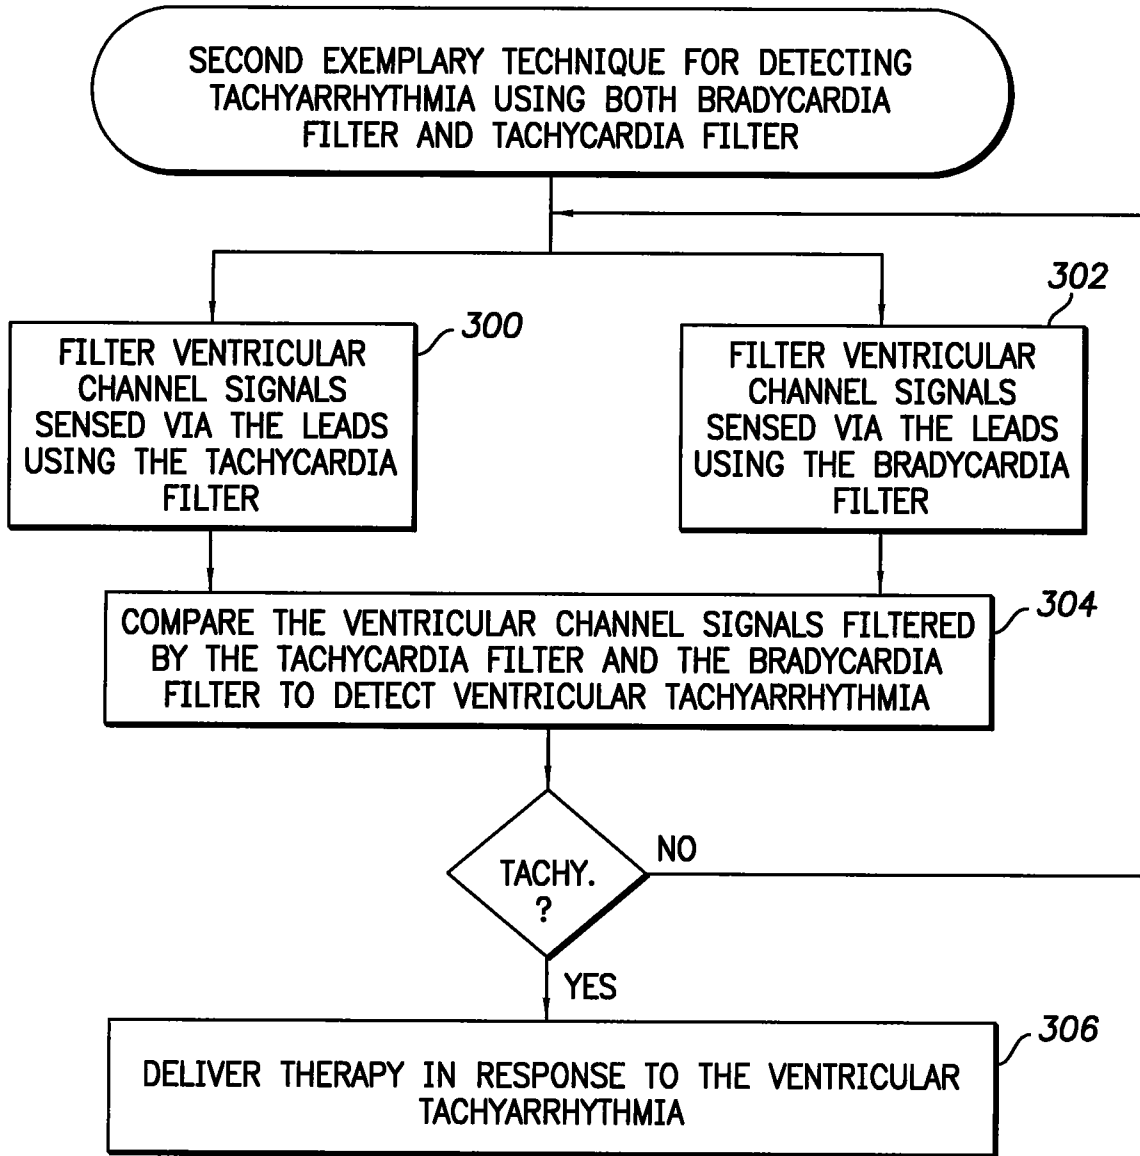 SECOND EXEMPLARY TECHNIQUE FOR DETECTING
TACHYARRHYTHMIA USING BOTH BRADYCARDIA
FILTER AND TACHYCARDIA FILTER
300
FILTER VENTRICULAR
CHANNEL SIGNALS
SENSED VIA THE LEADS
USING THE TACHYCARDIA
FILTER
302
FILTER VENTRICULAR
CHANNEL SIGNALS
SENSED VIA THE LEADS
USING THE BRADYCARDIA
FILTER
304
COMPARE THE VENTRICULAR CHANNEL SIGNALS FILTERED
BY THE TACHYCARDIA FILTER AND THE BRADYCARDIA
FILTER TO DETECT VENTRICULAR TACHYARRHYTHMIA
TACHY.
?
NO
YES
306
DELIVER THERAPY IN RESPONSE TO THE VENTRICULAR
TACHYARRHYTHMIA